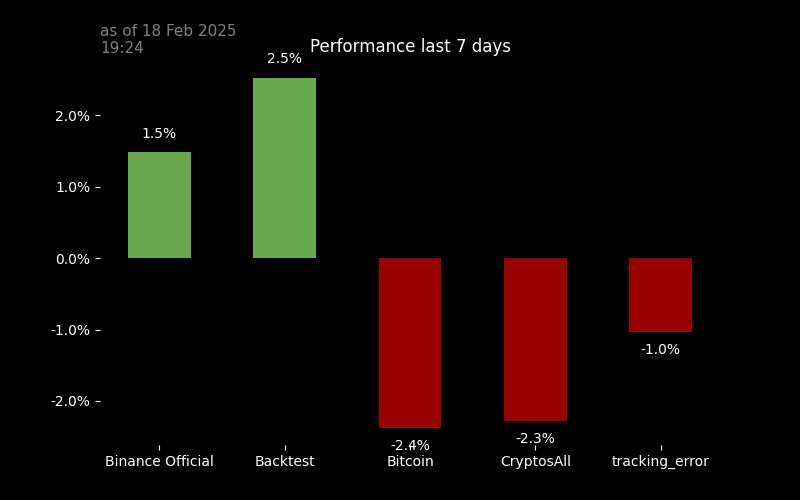 as of 18 Feb 2025
19:24
Performance last 7 days
2.5%
2.0%
1.5%
1.0%
0.0%
-1.0%
-1.0%
-2.0%
-2.4%
-2.3%
Binance Official
Backtest
Bitcoin
CryptosAll
tracking_error